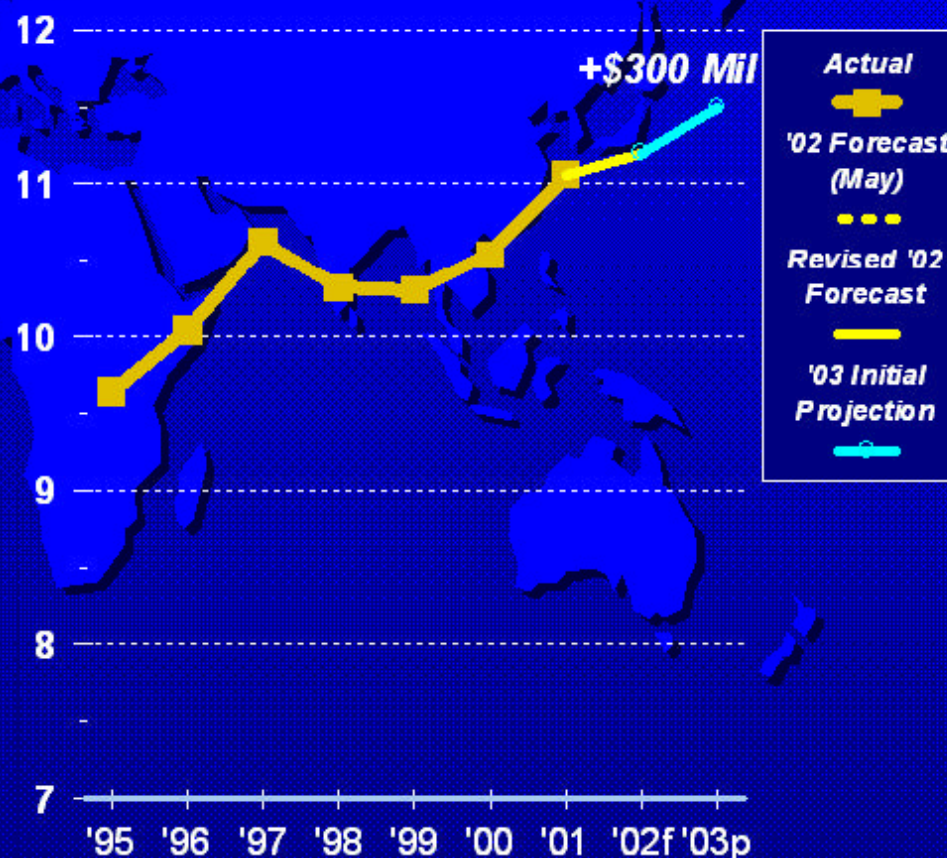 12
11
10
9
8
7
'95 '96 '97 '98 '99 '00 '01 '02f '03p
+$300 Mil
Actual
'02 Forecast
(May)
Revised '02
Forecast
'03 Initial
Projection